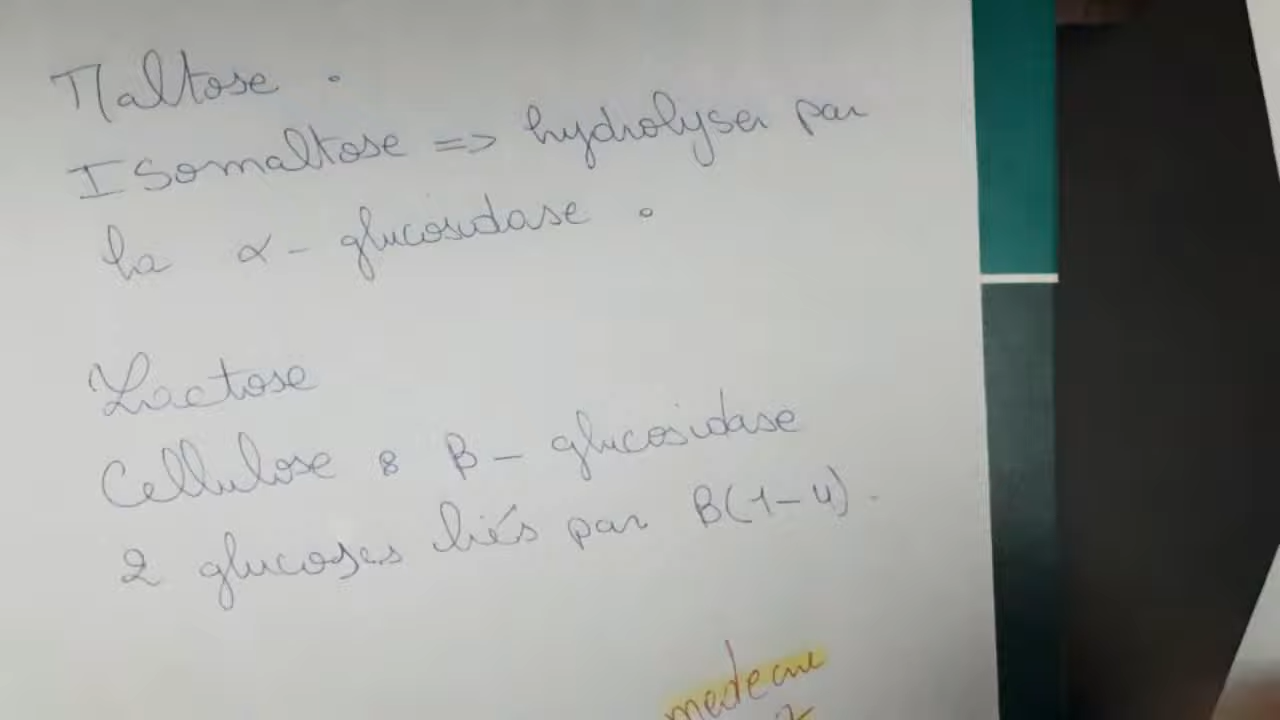 Maltose .
Isomaltose => hydrolyser par
la α - glucosidase .
Lactose
Cellulose : β - glucosidase
2 glucoses liés par B(1-4).
medecine